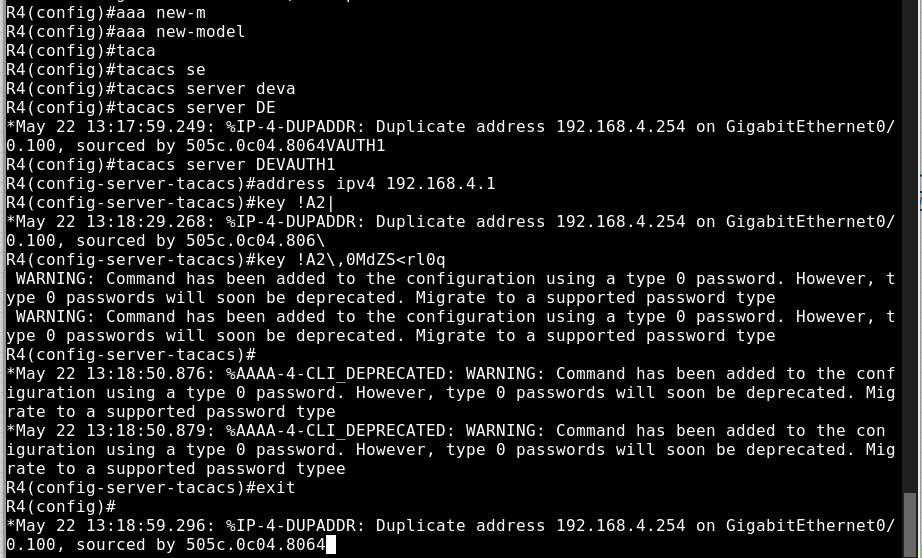 R4(config)#aaa new-m
R4(config)#aaa new-model
R4(config)#taca
R4(config)#tacacs se
R4(config)#tacacs server deva
R4(config)#tacacs server DE
*May 22 13:17:59.249: %IP-4-DUPADDR: Duplicate address 192.168.4.254 on GigabitEthernet0/
0.100, sourced by 505c.0c04.8064VAUTH1
R4(config)#tacacs server DEVAUTH1
R4(config-server-tacacs)#address ipv4 192.168.4.1
R4(config-server-tacacs)#key !A2|
*May 22 13:18:29.268: %IP-4-DUPADDR: Duplicate address 192.168.4.254 on GigabitEthernet0/
0.100, sourced by 505c.0c04.806\
R4(config-server-tacacs)#key !A2\,0MdZS<rl0q
 WARNING: Command has been added to the configuration using a type 0 password. However, t
ype 0 passwords will soon be deprecated. Migrate to a supported password type
 WARNING: Command has been added to the configuration using a type 0 password. However, t
ype 0 passwords will soon be deprecated. Migrate to a supported password type
R4(config-server-tacacs)#
*May 22 13:18:50.876: %AAAA-4-CLI_DEPRECATED: WARNING: Command has been added to the conf
iguration using a type 0 password. However, type 0 passwords will soon be deprecated. Mig
rate to a supported password type
*May 22 13:18:50.879: %AAAA-4-CLI_DEPRECATED: WARNING: Command has been added to the con
iguration using a type 0 password. However, type 0 passwords will soon be deprecated. Mig
rate to a supported password typee
R4(config-server-tacacs)#exit
R4(config)#
*May 22 13:18:59.296: %IP-4-DUPADDR: Duplicate address 192.168.4.254 on GigabitEthernet0/
0.100, sourced by 505c.0c04.8064